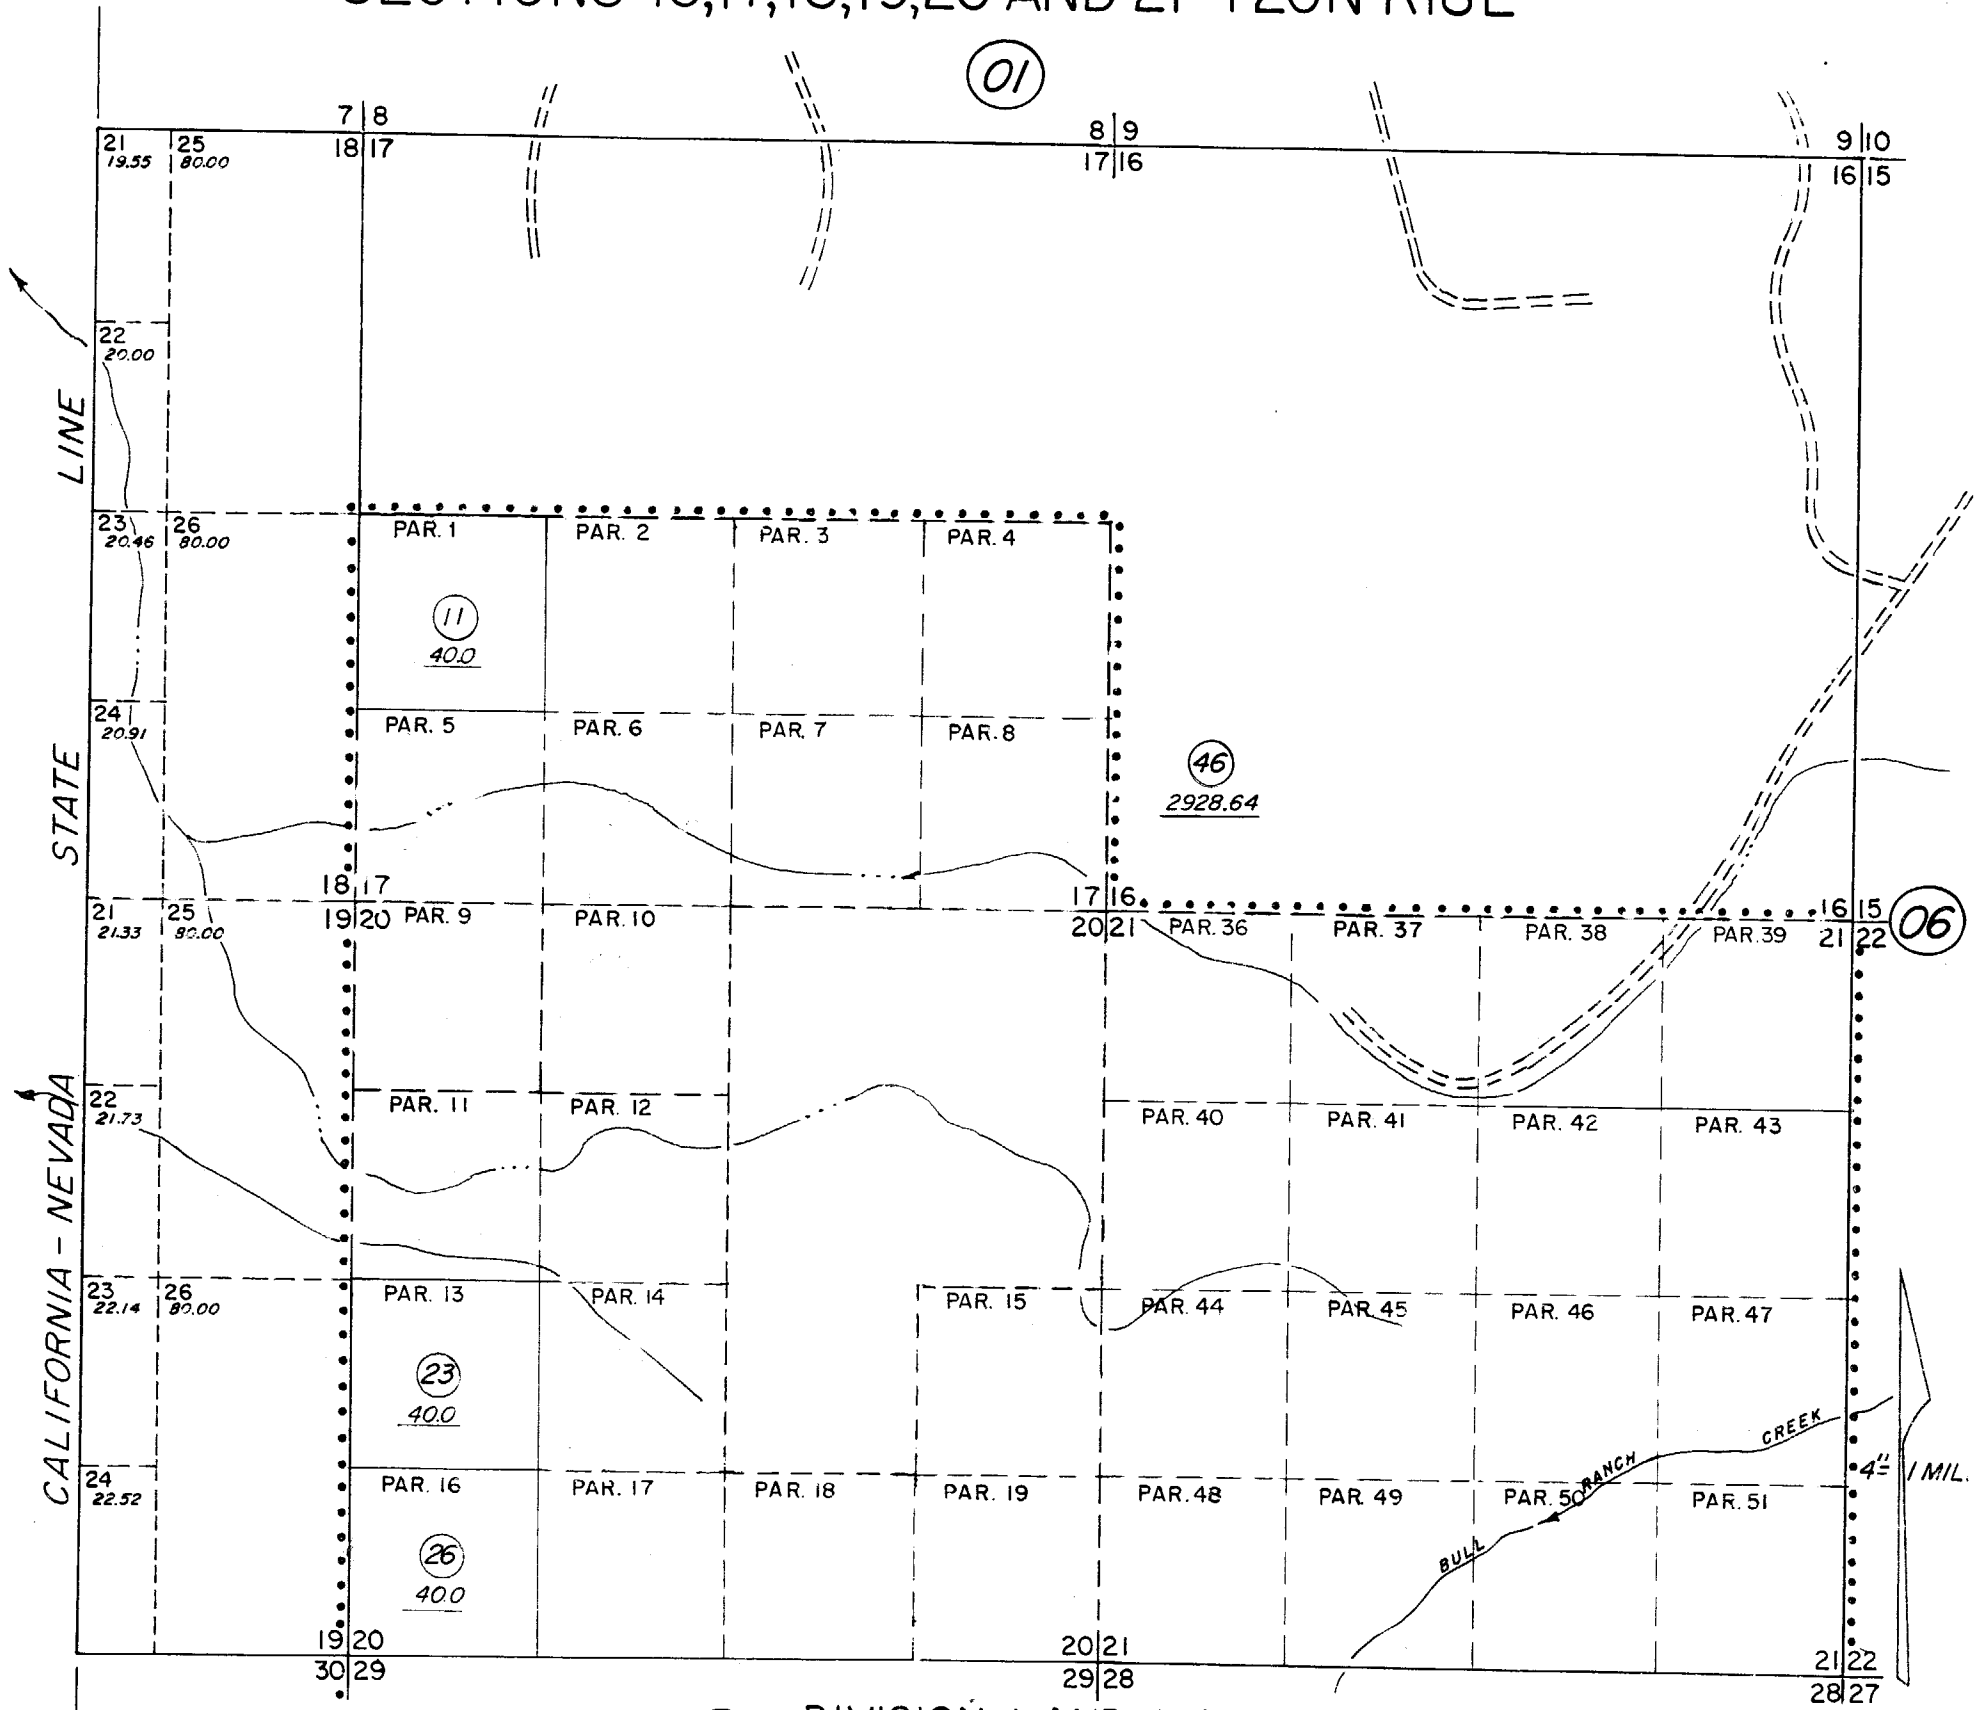 01
7 8
18 17
8 9
17 16
9 10
16 15
21
19.55
25
80.00
22
20.00
LINE
23
20.46
26
80.00
PAR. 1
PAR. 2
PAR. 3
PAR. 4
11
40.0
24
20.91
PAR. 5
PAR. 6
PAR. 7
PAR. 8
STATE
46
2928.64
18 17
19 20
17 16
20 21
16 15
21 22
06
21
21.33
25
80.00
PAR. 9
PAR. 10
PAR. 36
PAR. 37
PAR. 38
PAR. 39
22
21.73
PAR. 11
PAR. 12
PAR. 40
PAR. 41
PAR. 42
PAR. 43
CALIFORNIA - NEVADA
23
22.14
26
80.00
PAR. 13
PAR. 14
PAR. 15
PAR. 44
PAR. 45
PAR. 46
PAR. 47
23
40.0
BULL RANCH CREEK
24
22.52
PAR. 16
PAR. 17
PAR. 18
PAR. 19
PAR. 48
PAR. 49
PAR. 50
PAR. 51
4"= 1 MIL.
26
40.0
19 20
30 29
20 21
29 28
21 22
28 27